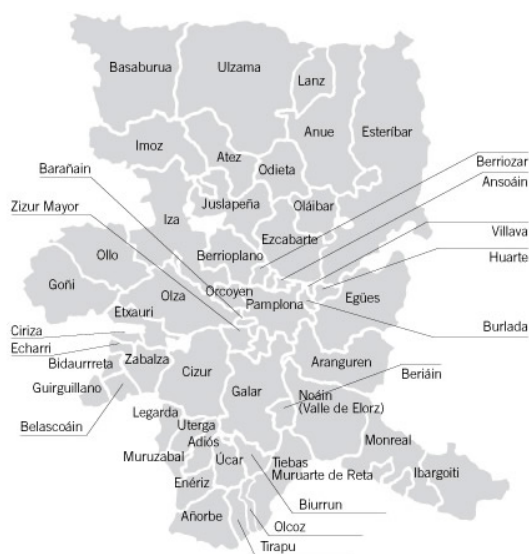 Basaburua
Ulzama
Lanz
Imoz
Atez
Anue
Esteríbar
Odieta
Barañain
Berriozar
Ansoáin
Zizur Mayor
Juslapeña
Oláibar
Villava
Iza
Ezcabarte
Huarte
Ollo
Berrioplano
Goñi
Olza
Orcoyen
Pamplona
Egües
Etxauri
Burlada
Ciriza
Echarri
Bidaurrreta
Zabalza
Cizur
Aranguren
Beriáin
Guirguillano
Galar
Noáin
(Valle de Elorz)
Belascoáin
Legarda
Uterga
Adiós
Muruzabal
Úcar
Tiebas
Muruarte de Reta
Monreal
Ibargoiti
Enériz
Biurrun
Añorbe
Olcoz
Tirapu